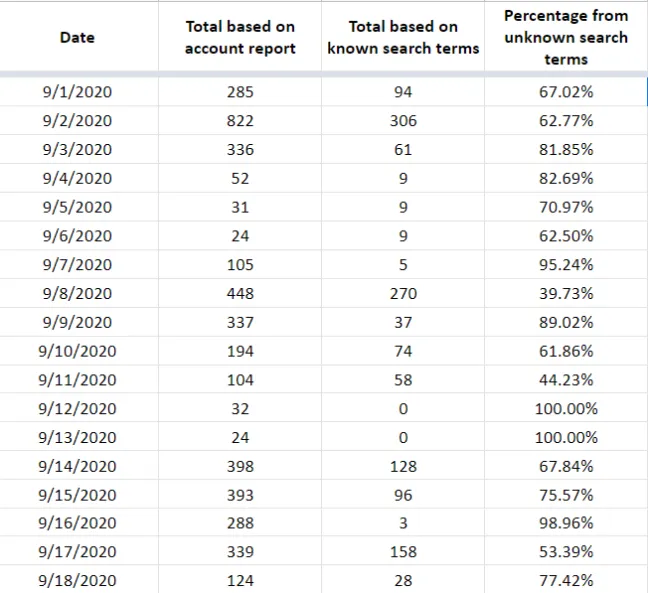 Date Total based on account report Total based on known search terms Percentage from unknown search terms
9/1/2020 285 94 67.02%
9/2/2020 822 306 62.77%
9/3/2020 336 61 81.85%
9/4/2020 52 9 82.69%
9/5/2020 31 9 70.97%
9/6/2020 24 9 62.50%
9/7/2020 105 5 95.24%
9/8/2020 448 270 39.73%
9/9/2020 337 37 89.02%
9/10/2020 194 74 61.86%
9/11/2020 104 58 44.23%
9/12/2020 32 0 100.00%
9/13/2020 24 0 100.00%
9/14/2020 398 128 67.84%
9/15/2020 393 96 75.57%
9/16/2020 288 3 98.96%
9/17/2020 339 158 53.39%
9/18/2020 124 28 77.42%